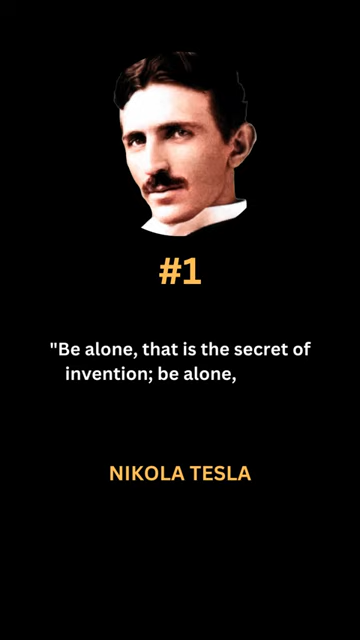 #1
"Be alone, that is the secret of
invention; be alone,
NIKOLA TESLA